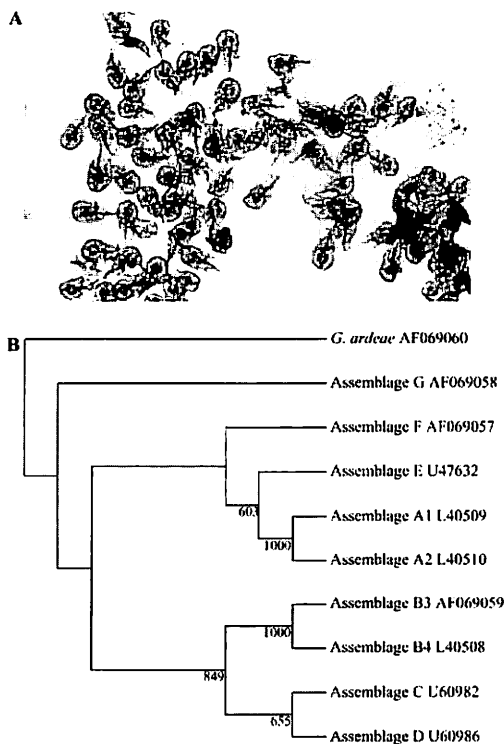 A
B
G. ardeae AF069060
Assemblage G AF069058
Assemblage F AF069057
Assemblage E U47632
603
Assemblage A1 L40509
1000
Assemblage A2 L40510
Assemblage B3 AF069059
1000
Assemblage B4 L40508
849
Assemblage C U60982
655
Assemblage D U60986